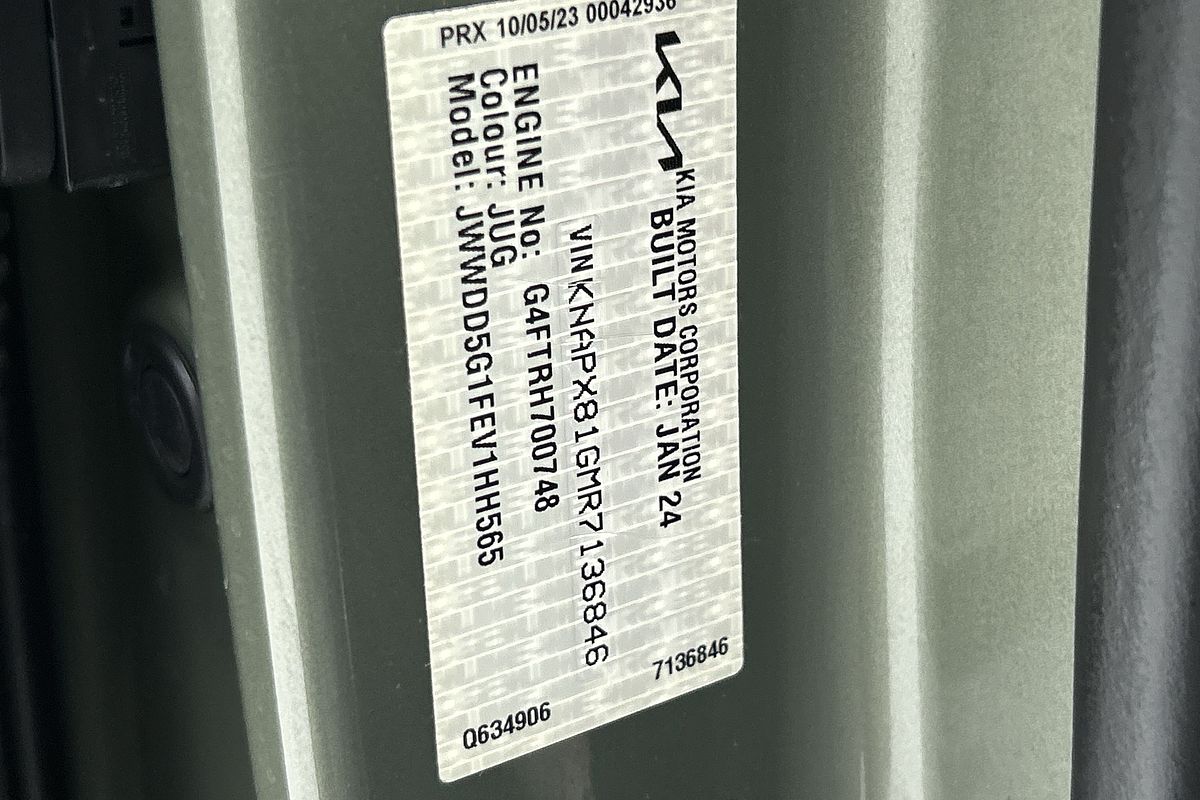 PRX 10/05/23 00042936
KIA
KIA MOTORS CORPORATION
BUILT DATE: JAN 24
VIN KNAPX81GMR7136846
ENGINE No: G4FTRH700748
Colour: JUG
Model: JWWDD5G1FEV1HH565
7136846
Q634906